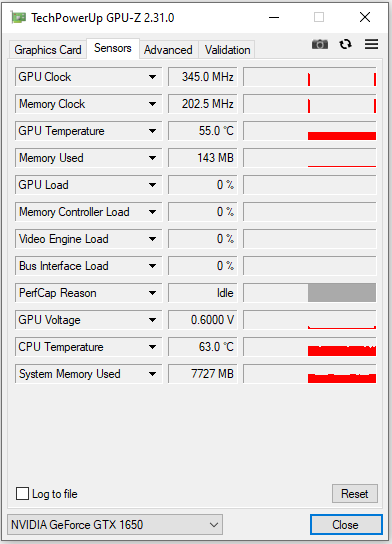 TechPowerUp GPU-Z 2.31.0
Graphics Card Sensors Advanced Validation
GPU Clock 345.0 MHz
Memory Clock 202.5 MHz
GPU Temperature 55.0 °C
Memory Used 143 MB
GPU Load 0 %
Memory Controller Load 0 %
Video Engine Load 0 %
Bus Interface Load 0 %
PerfCap Reason Idle
GPU Voltage 0.6000 V
CPU Temperature 63.0 °C
System Memory Used 7727 MB
Log to file Reset
NVIDIA GeForce GTX 1650 Close